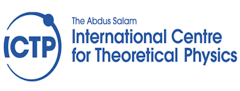 ICTP
The Abdus Salam
International Centre
for Theoretical Physics